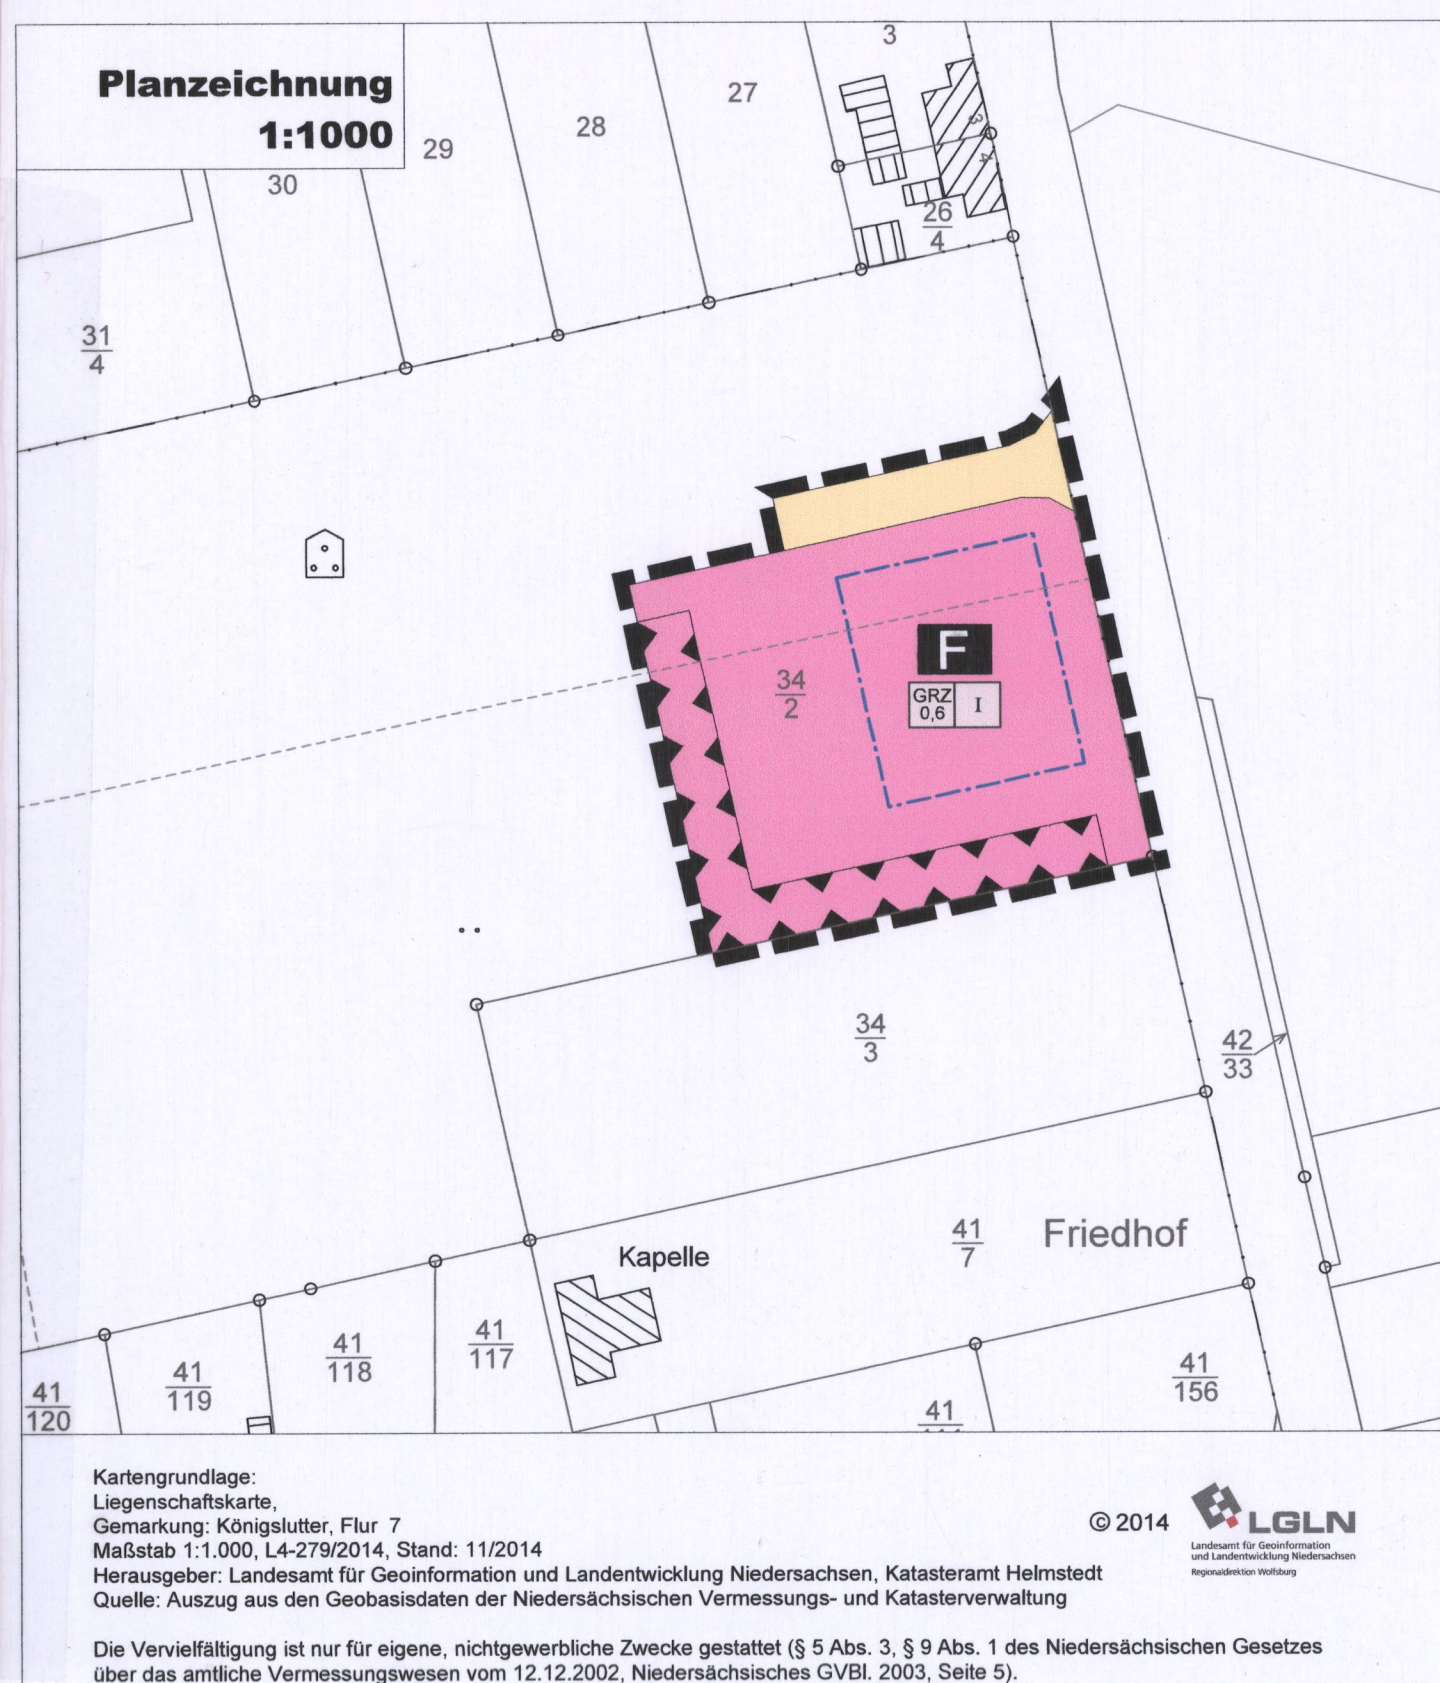 Planzeichnung
1:1000
3
27
28
29
30
3
4
26
4
31
4
F
GRZ
0,6
I
34
2
34
3
42
33
41
7
Friedhof
Kapelle
41
117
41
118
41
119
41
120
41
156
41
Kartengrundlage:
Liegenschaftskarte,
Gemarkung: Königslutter, Flur 7
Maßstab 1:1.000, L4-279/2014, Stand: 11/2014
Herausgeber: Landesamt für Geoinformation und Landentwicklung Niedersachsen, Katasteramt Helmstedt
Quelle: Auszug aus den Geobasisdaten der Niedersächsischen Vermessungs- und Katasterverwaltung
© 2014
LGLN
Landesamt für Geoinformation
und Landentwicklung Niedersachsen
Regionaldirektion Wolfsburg
Die Vervielfältigung ist nur für eigene, nichtgewerbliche Zwecke gestattet (§ 5 Abs. 3, § 9 Abs. 1 des Niedersächsischen Gesetzes
über das amtliche Vermessungswesen vom 12.12.2002, Niedersächsisches GVBl. 2003, Seite 5).